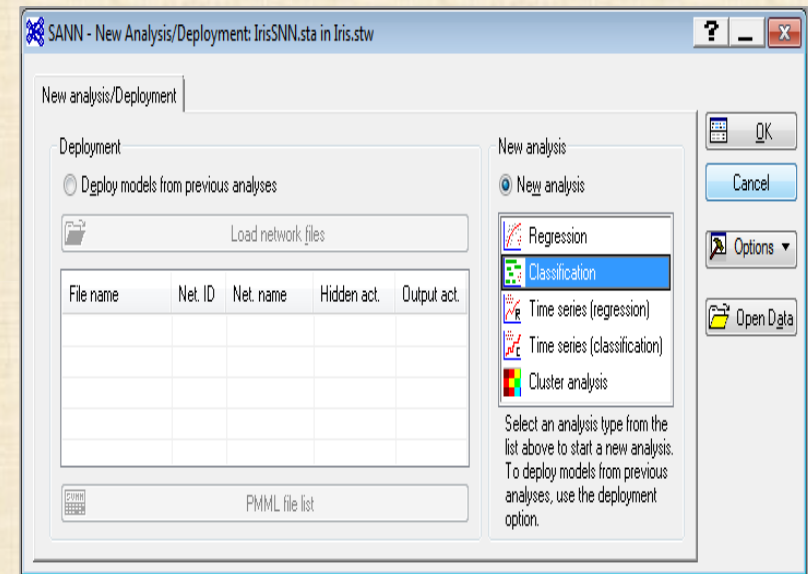 SANN - New Analysis/Deployment: IrisSNN.sta in Iris.stw
New analysis/Deployment
Deployment
Deploy models from previous analyses
Load network files
File name Net. ID Net. name Hidden act. Output act.
PMML file list
New analysis
New analysis
Regression
Classification
Time series (regression)
Time series (classification)
Cluster analysis
Select an analysis type from the
list above to start a new analysis.
To deploy models from previous
analyses, use the deployment
option.
OK
Cancel
Options
Open Data